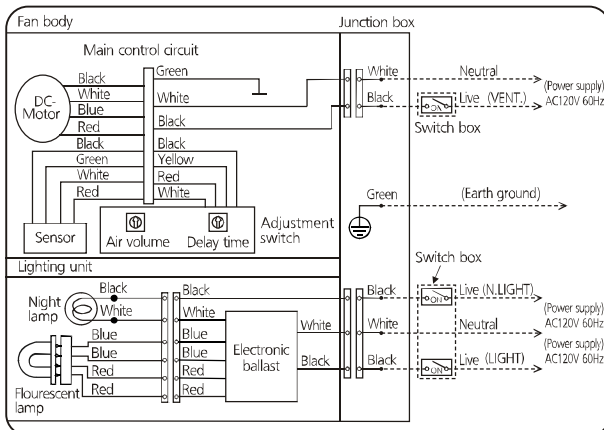 Fan body
Junction box
Main control circuit
Green
Black
White
Blue
Red
DC-
Motor
White
Black
White
Neutral
(Power supply)
AC120V 60Hz
Black
ON
Live (VENT.)
Switch box
Black
Green
White
Red
Black
Yellow
Red
White
Sensor
Air volume
Delay time
Adjustment
switch
Green
(Earth ground)
Lighting unit
Switch box
Night
lamp
Black
White
Black
White
Blue
Blue
Red
Red
Blue
Blue
Red
Red
Flourescent
lamp
Electronic
ballast
White
Black
Black
ON
Live (N.LIGHT)
(Power supply)
AC120V 60Hz
White
Neutral
(Power supply)
AC120V 60Hz
Black
ON
Live (LIGHT)